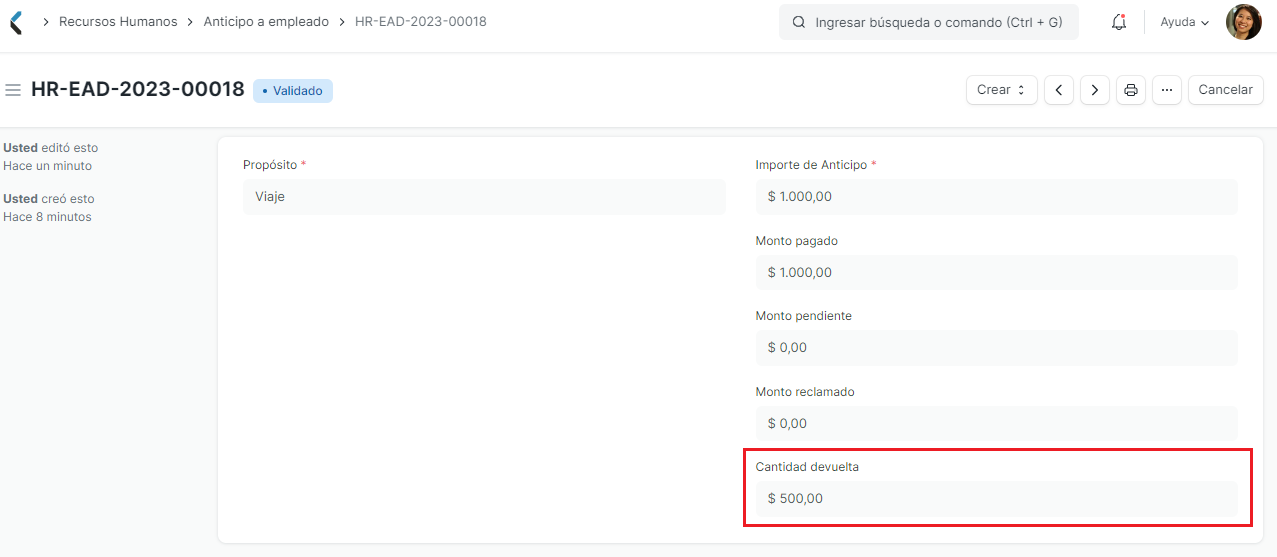 Recursos Humanos > Anticipo a empleado > HR-EAD-2023-00018
Ingresar búsqueda o comando (Ctrl + G)
Ayuda
HR-EAD-2023-00018
• Validado
Crear
Cancelar
Usted editó esto
Hace un minuto
Usted creó esto
Hace 8 minutos
Propósito *
Viaje
Importe de Anticipo *
$ 1.000,00
Monto pagado
$ 1.000,00
Monto pendiente
$ 0,00
Monto reclamado
$ 0,00
Cantidad devuelta
$ 500,00